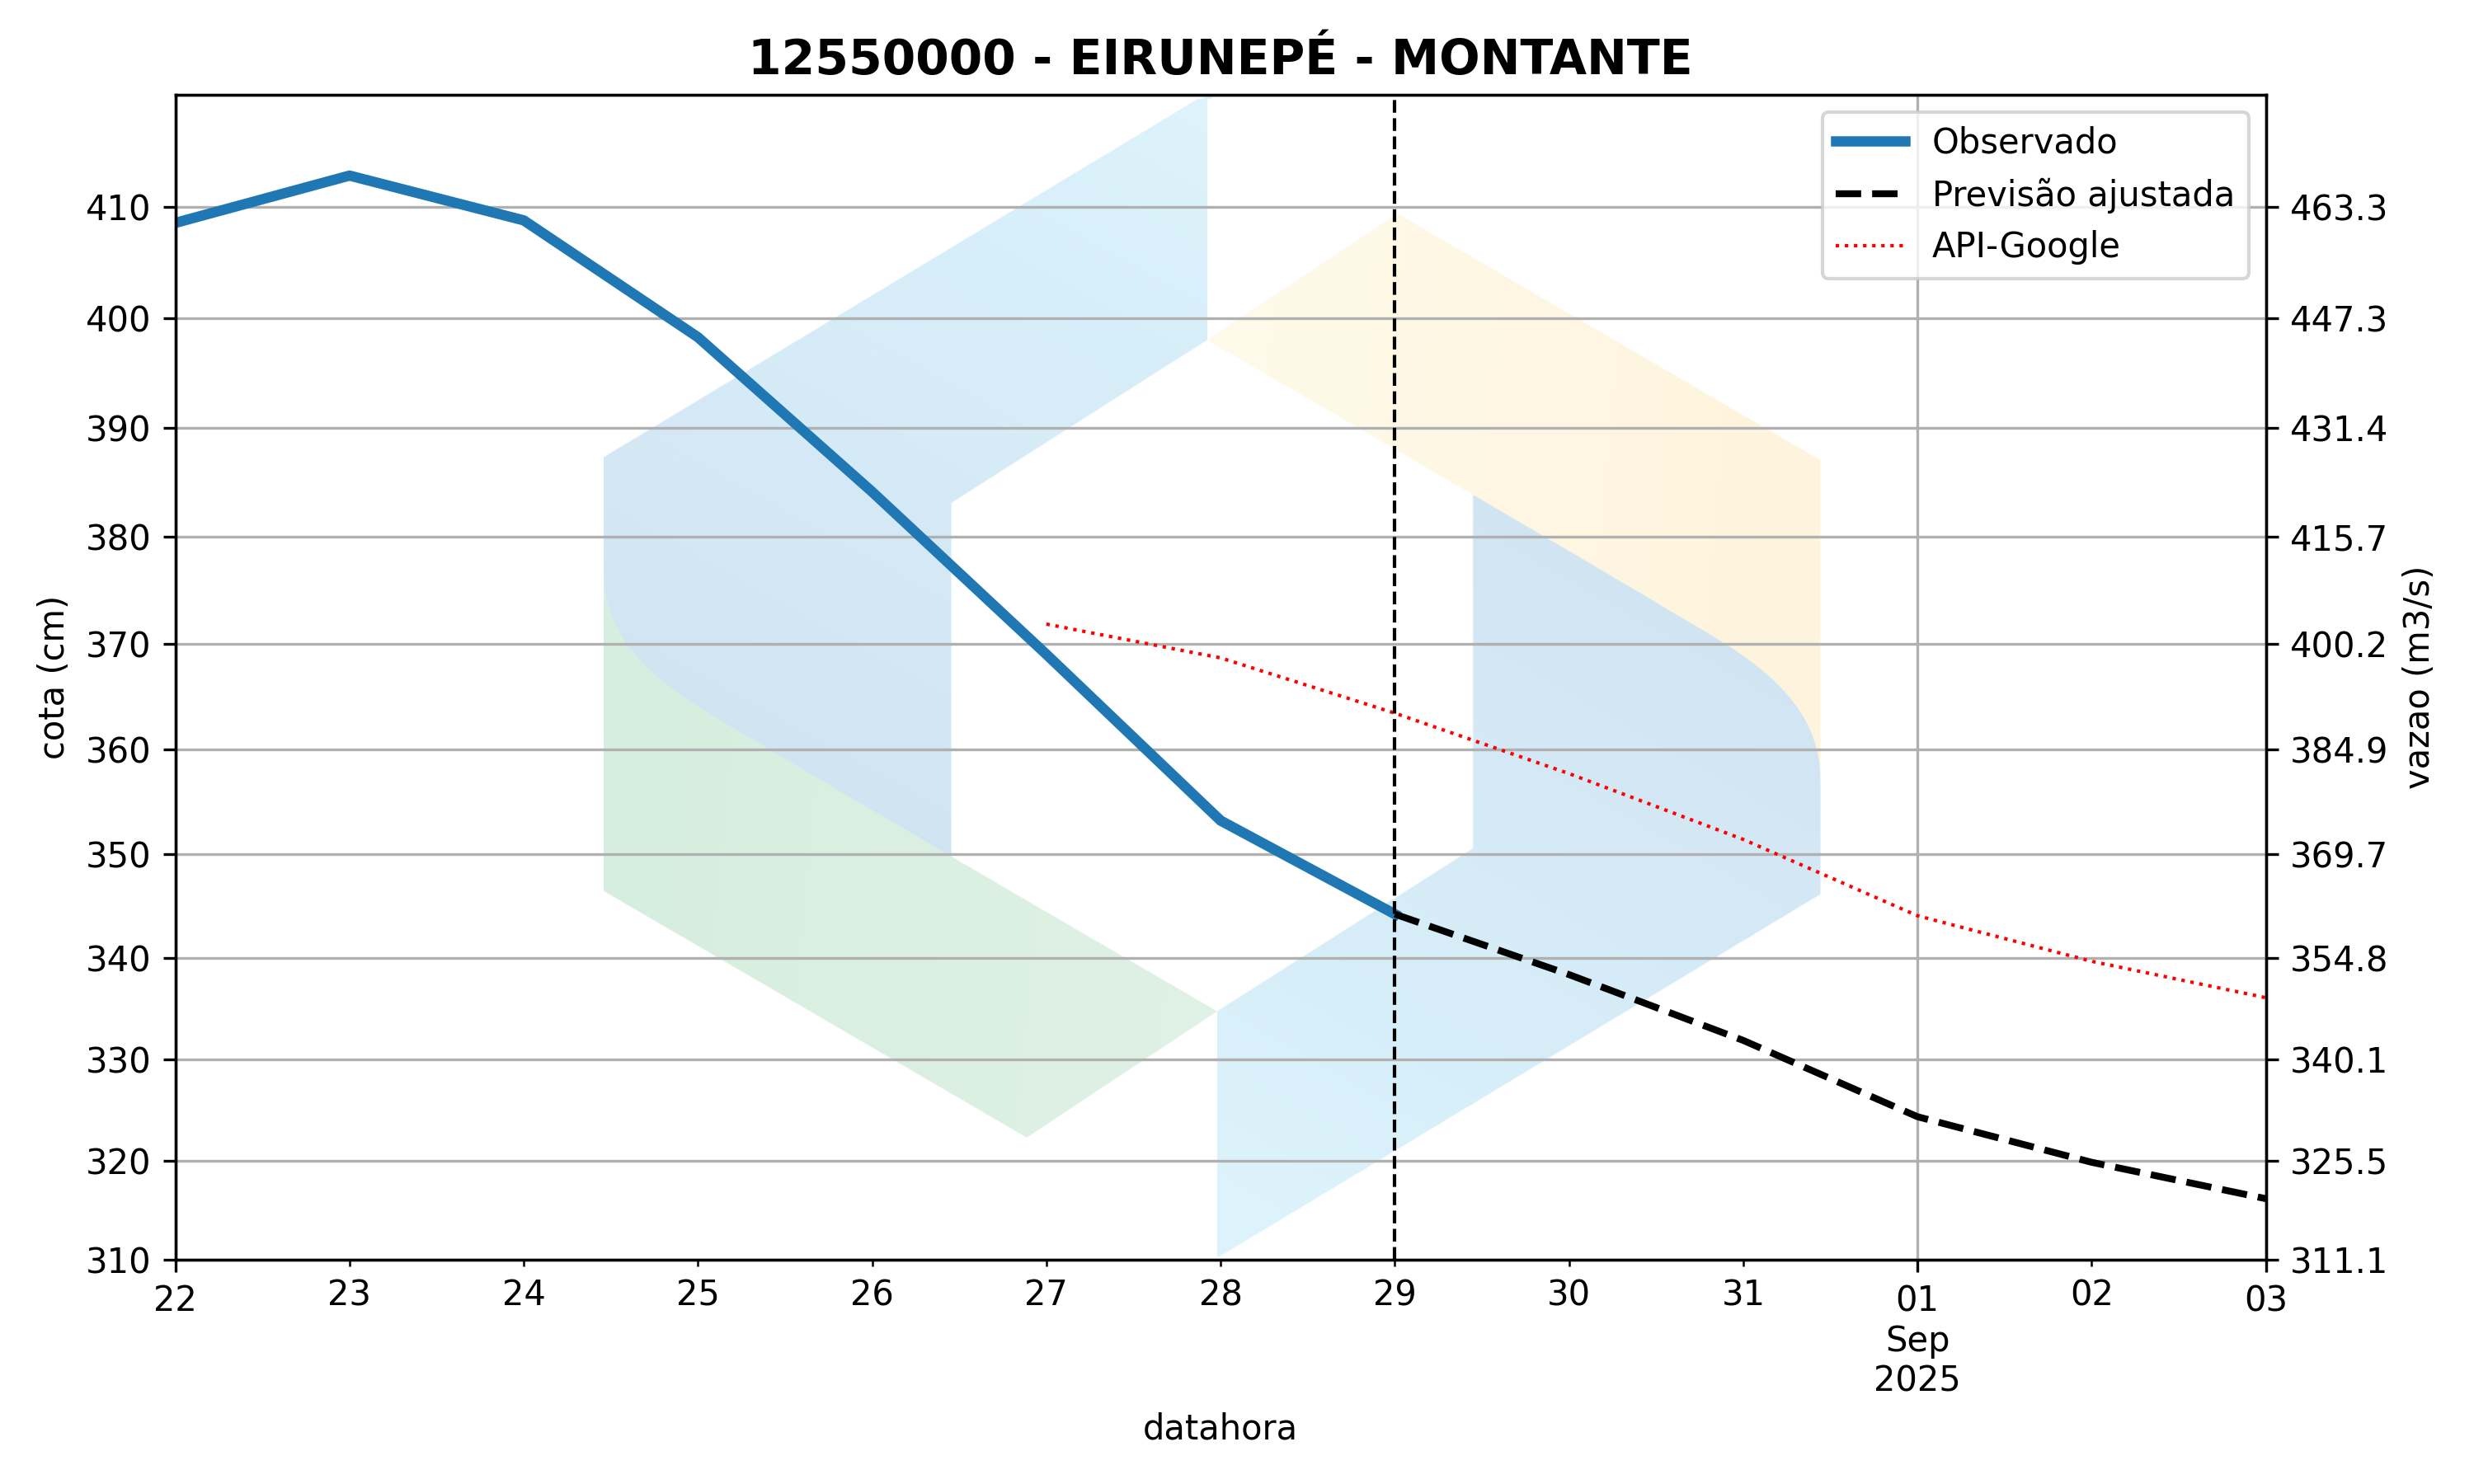 12550000 - EIRUNEPÉ - MONTANTE
Observado
Previsão ajustada
API-Google
410
400
390
380
370
360
350
340
330
320
310
cota (cm)
463.3
447.3
431.4
415.7
400.2
384.9
369.7
354.8
340.1
325.5
311.1
vazao (m3/s)
22 23 24 25 26 27 28 29 30 31 01 02 03
Sep
2025
datahora